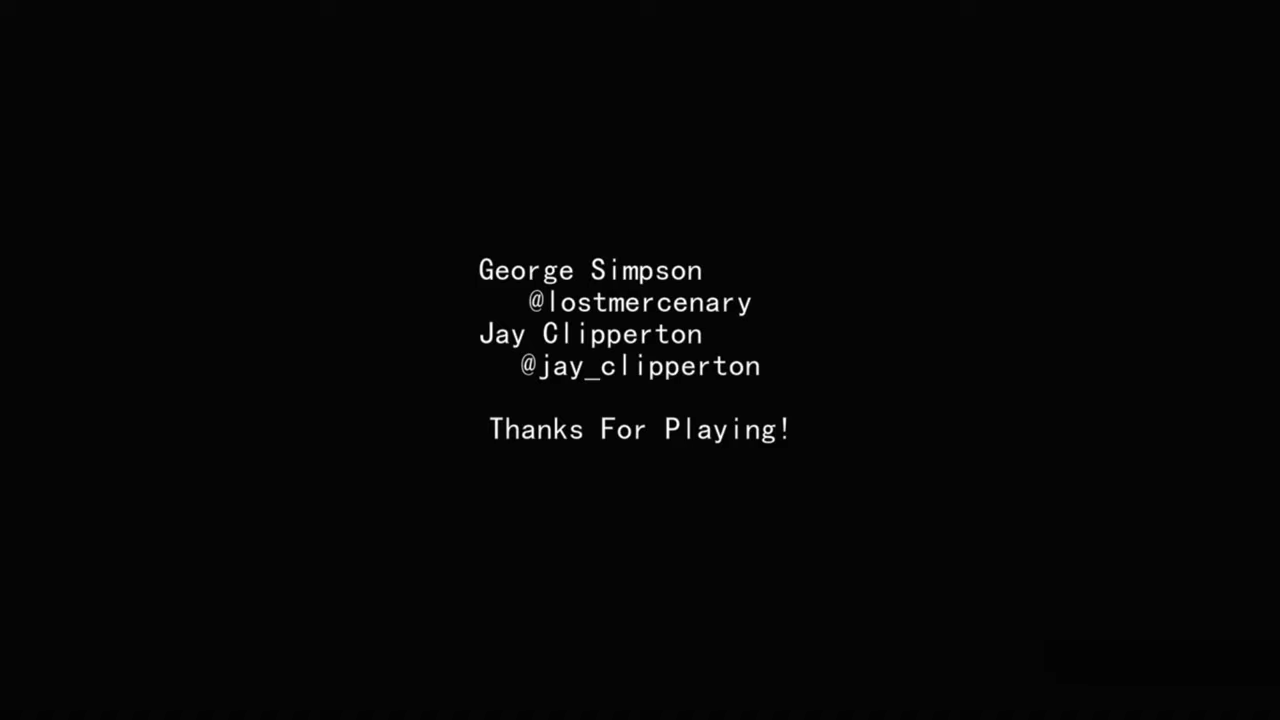 George Simpson
@lostmercenary
Jay Clipperton
@jay_clipperton
Thanks For Playing!